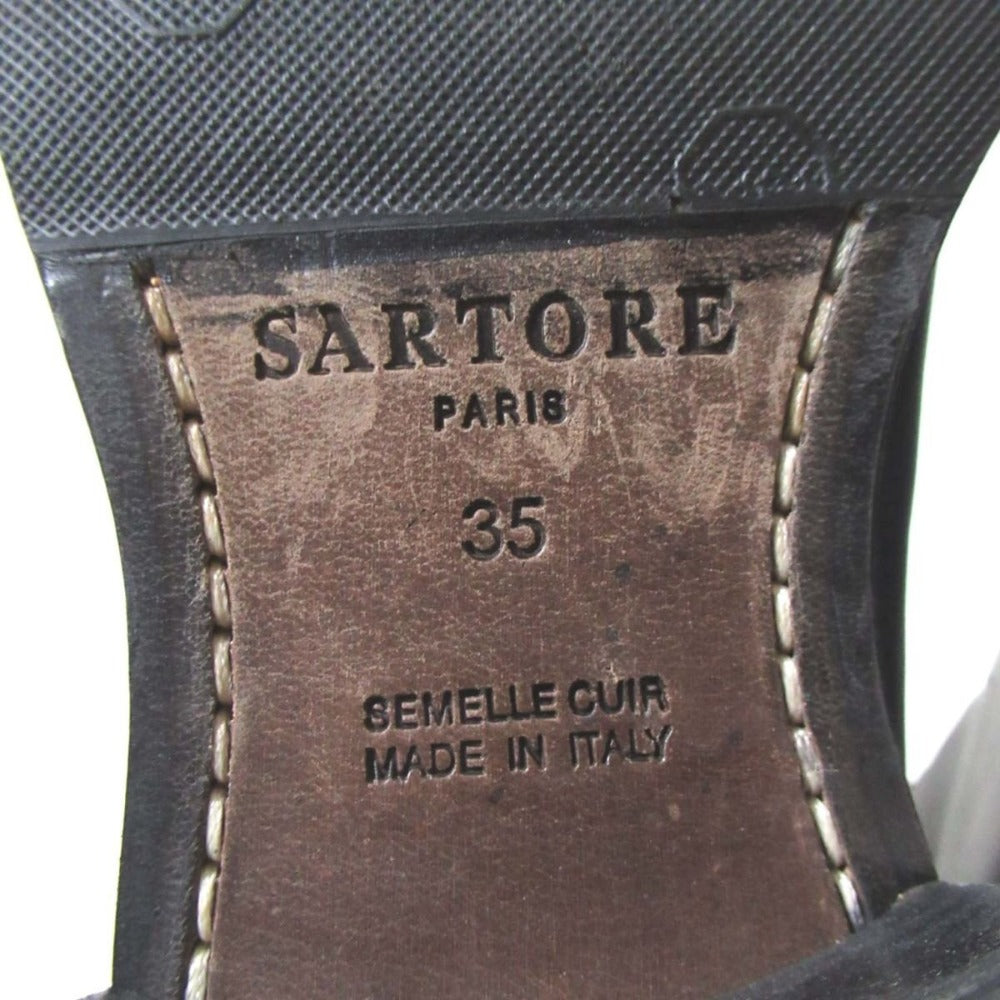 SARTORE
PARIS
35
SEMELLE CUIR
MADE IN ITALY